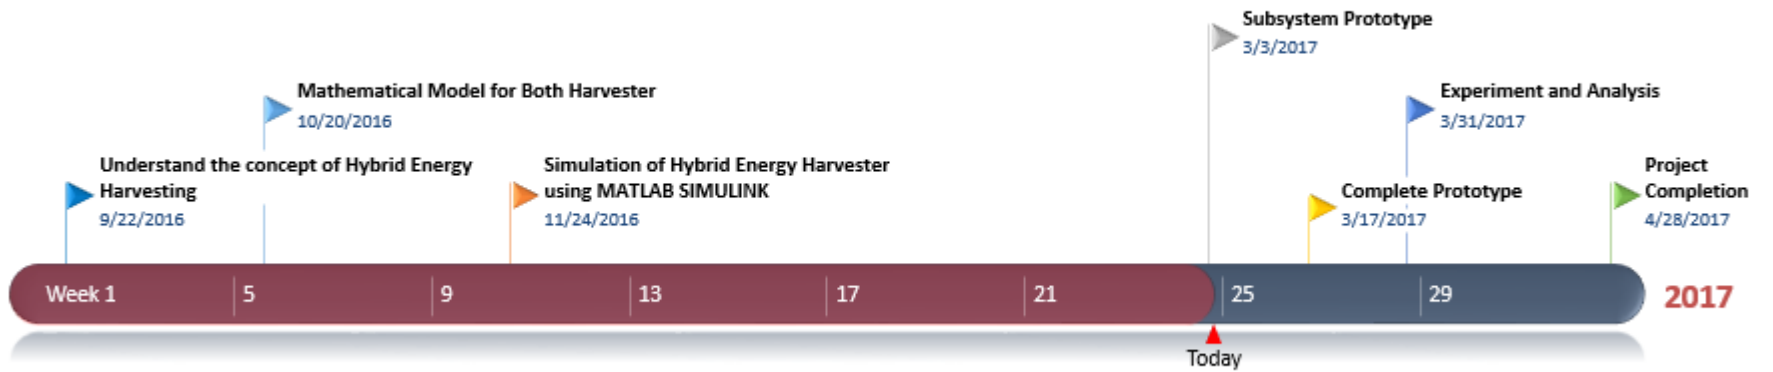 Subsystem Prototype
3/3/2017
Mathematical Model for Both Harvester
10/20/2016
Experiment and Analysis
3/31/2017
Understand the concept of Hybrid Energy
Harvesting
9/22/2016
Simulation of Hybrid Energy Harvester
using MATLAB SIMULINK
11/24/2016
Complete Prototype
3/17/2017
Project
Completion
4/28/2017
Week 1 5 9 13 17 21 25 29 2017
Today